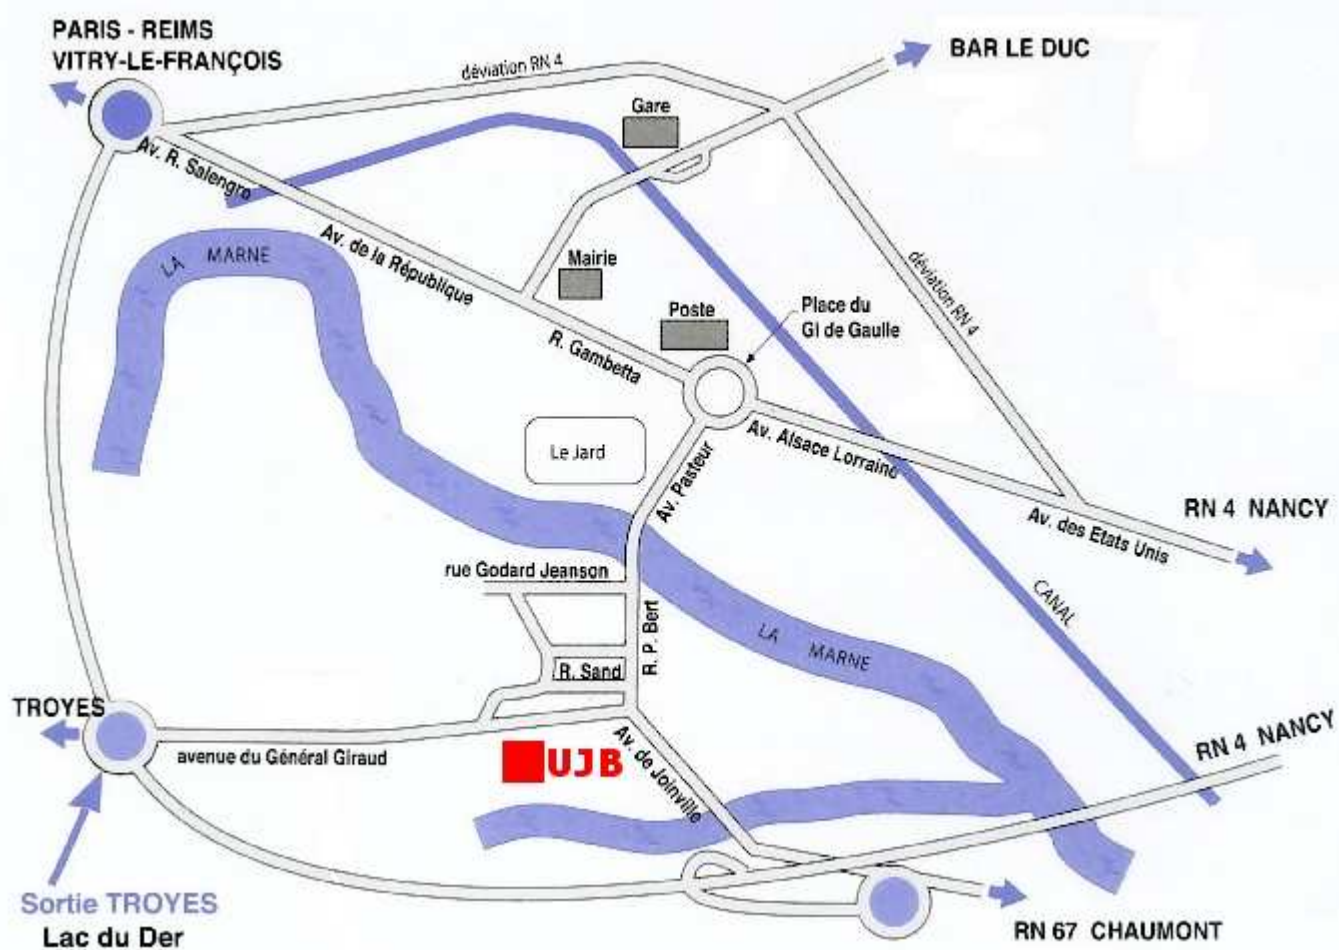 PARIS - REIMS
VITRY-LE-FRANÇOIS
BAR LE DUC
déviation RN 4
Gare
Av. R. Salengro
Av. de la République
LA MARNE
Mairie
Poste
Place du
Gl de Gaulle
déviation RN 4
R. Gambetta
Le Jard
Av. Pasteur
Av. Alsace Lorraine
RN 4 NANCY
Av. des Etats Unis
rue Godard Jeanson
R. P. Bert
CANAL
LA MARNE
R. Sand
TROYES
avenue du Général Giraud
UJB
Av. de Joinville
RN 4 NANCY
Sortie TROYES
Lac du Der
RN 67 CHAUMONT